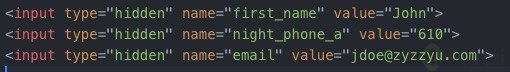 <input type="hidden" name="first_name" value="John">
<input type="hidden" name="night_phone_a" value="610">
<input type="hidden" name="email" value="jdoe@zyzzyu.com">